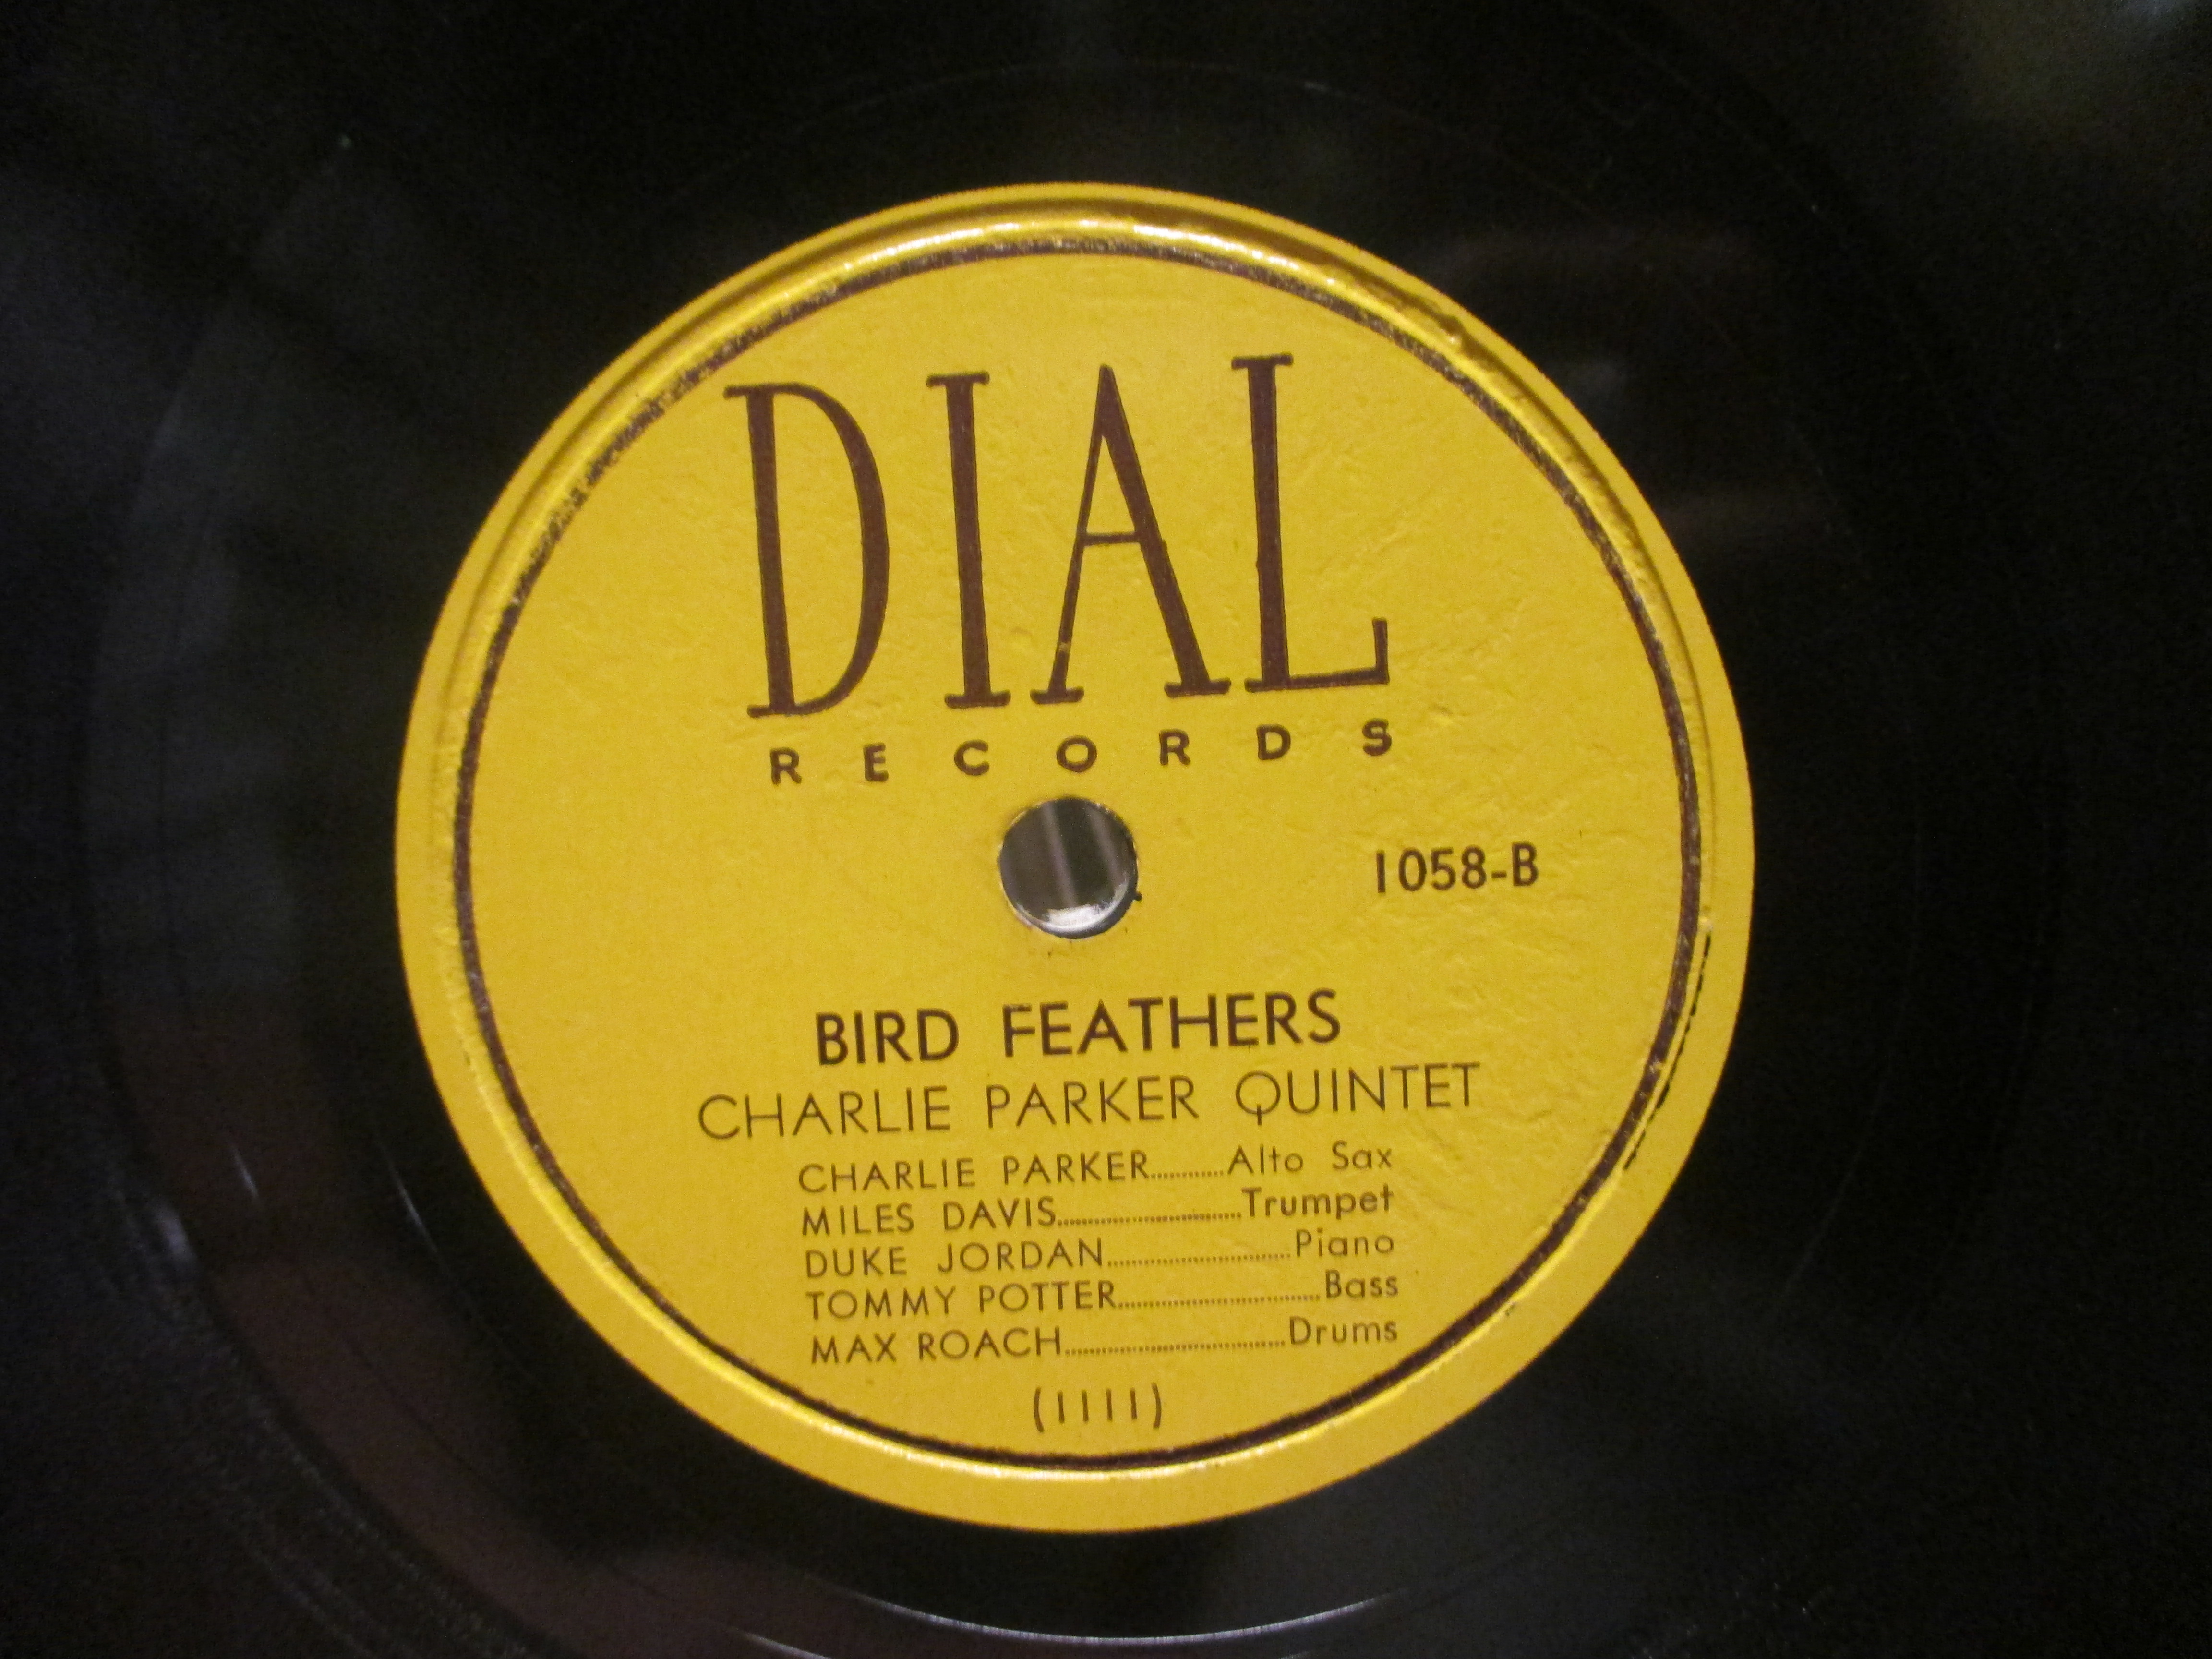 DIAL
RECORDS
1058-B
BIRD FEATHERS
CHARLIE PARKER QUINTET
CHARLIE PARKER............Alto Sax
MILES DAVIS..............................Trumpet
DUKE JORDAN..............................Piano
TOMMY POTTER.................................Bass
MAX ROACH....................................Drums
(1111)